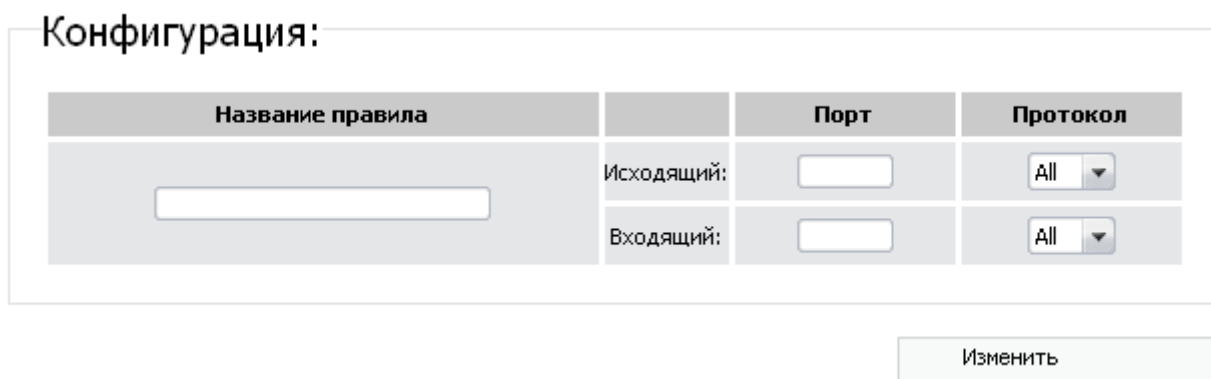 Конфигурация:
Название правила Порт Протокол
Исходящий: All
Входящий: All
Изменить